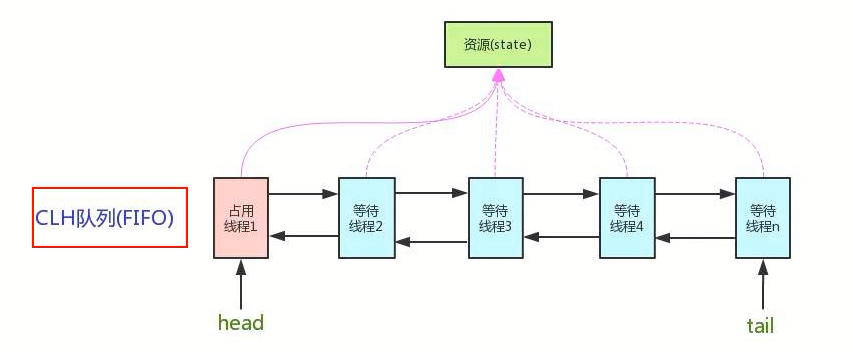 资源(state)
CLH队列(FIFO)
占用
线程1
等待
线程2
等待
线程3
等待
线程4
等待
线程n
head
tail